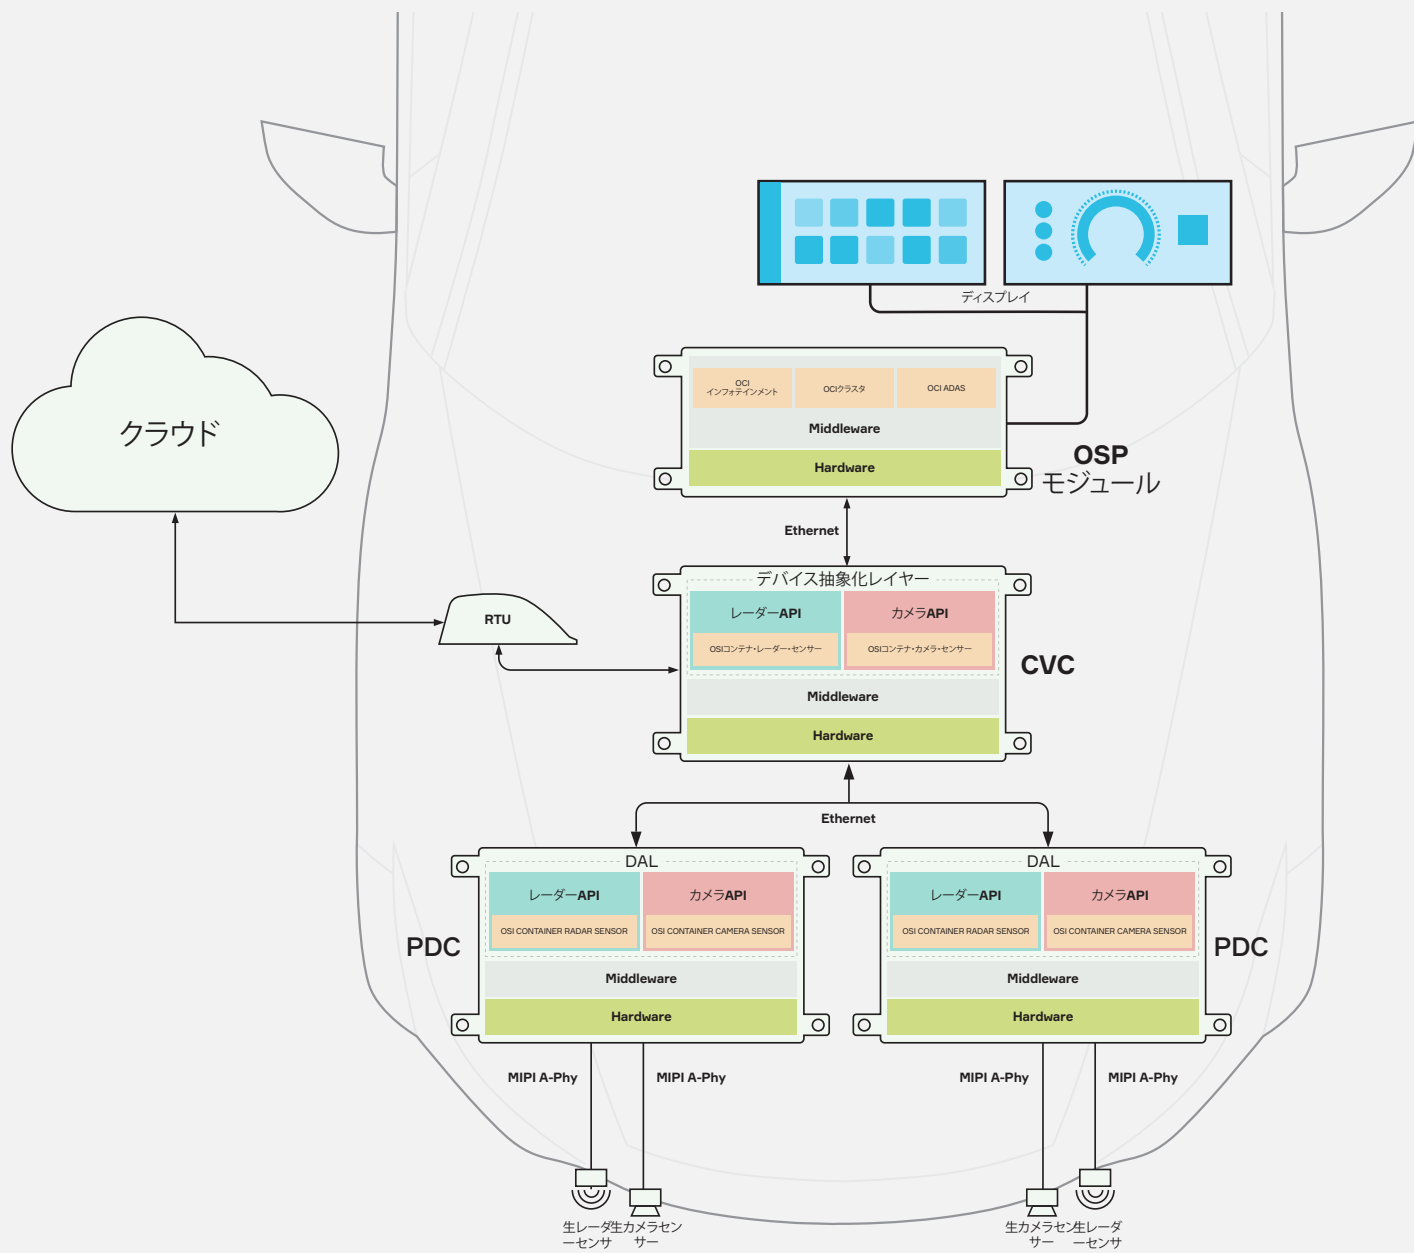 ディスプレイ
OCI
インフォテインメント
OCIクラスタ
OCI ADAS
Middleware
Hardware
OSP
モジュール
クラウド
Ethernet
RTU
デバイス抽象化レイヤー
レーダーAPI
カメラAPI
OSIコンテナ・レーダー・センサー
OSIコンテナ・カメラ・センサー
Middleware
Hardware
CVC
Ethernet
DAL
レーダーAPI
カメラAPI
OSI CONTAINER RADAR SENSOR
OSI CONTAINER CAMERA SENSOR
PDC
Middleware
Hardware
DAL
レーダーAPI
カメラAPI
OSI CONTAINER RADAR SENSOR
OSI CONTAINER CAMERA SENSOR
PDC
Middleware
Hardware
MIPI A-Phy
MIPI A-Phy
MIPI A-Phy
MIPI A-Phy
生レーダ
ーセンサ
生カメラセン
サー
生カメラセン
サー
生レーダ
ーセンサ